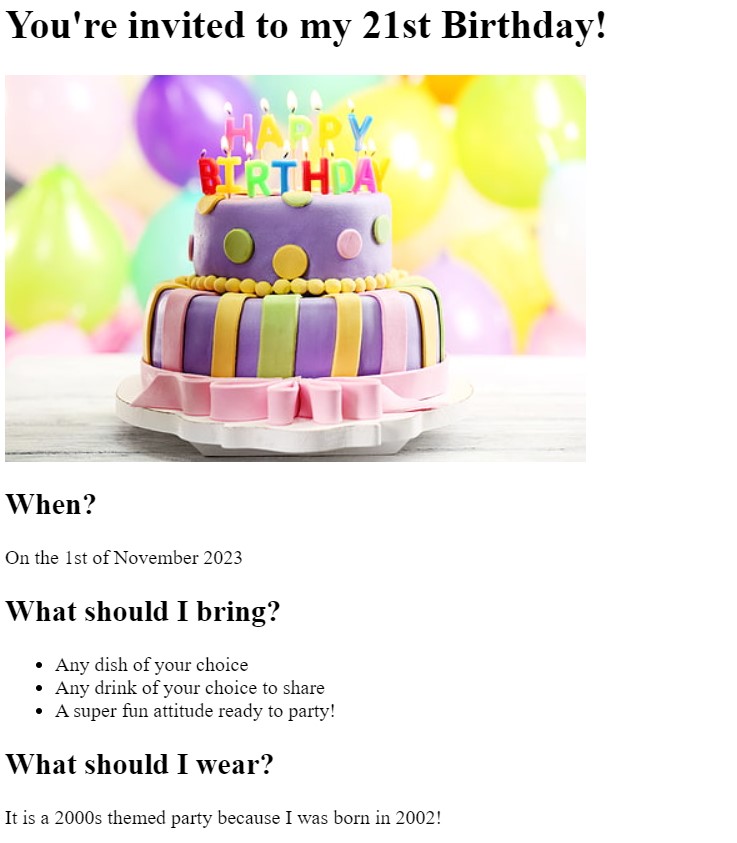 You're invited to my 21st Birthday!
HAPPY
BIRTHDAY
When?
On the 1st of November 2023
What should I bring?
Any dish of your choice
Any drink of your choice to share
A super fun attitude ready to party!
What should I wear?
It is a 2000s themed party because I was born in 2002!